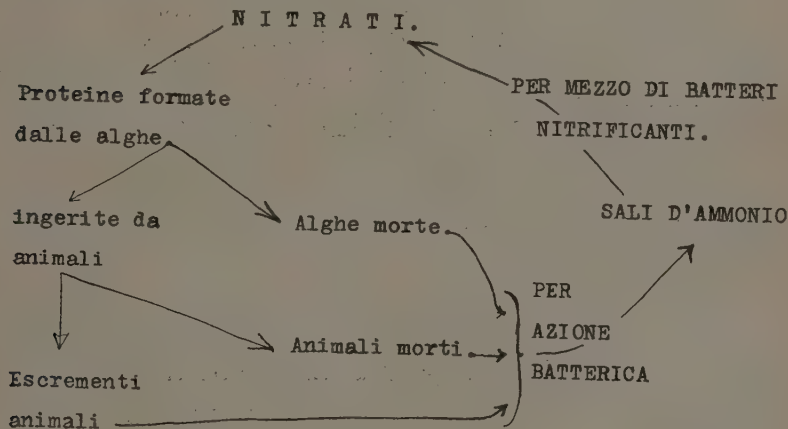 N I T R A T I.
Proteine formate
dalle alghe
PER MEZZO DI BATTERI
NITRIFICANTI.
ingerite da
animali
Alghe morte
SALI D'AMMONIO
Animali morti
PER
AZIONE
BATTERICA
Escrementi
animali